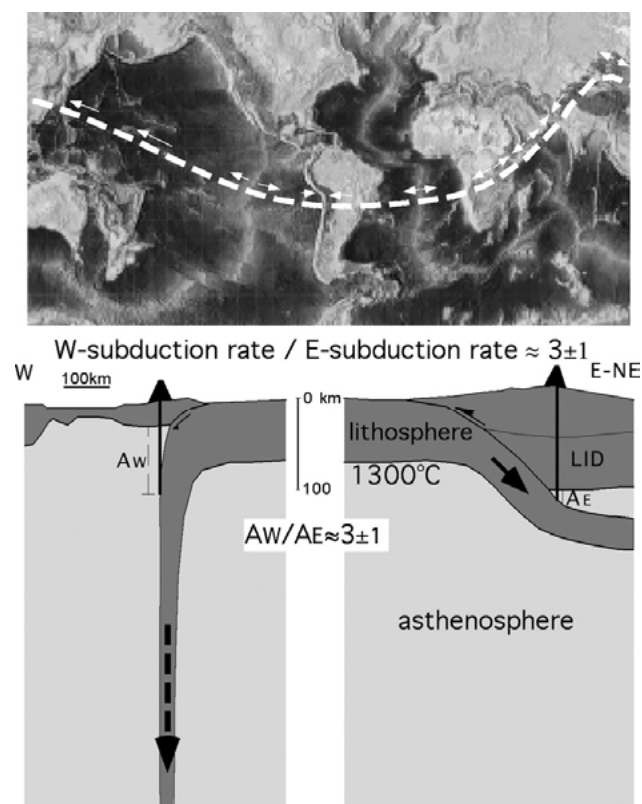 W-subduction rate / E-subduction rate ≈ 3±1
W
100km
0 km
E-NE
lithosphere
LID
AW
1300°C
100
AE
AW/AE≈3±1
asthenosphere